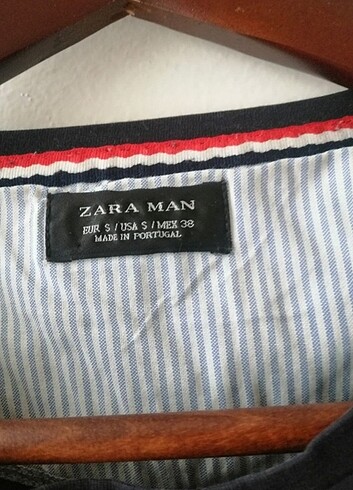 ZARA MAN
EUR S / USA S / MEX 38
MADE IN PORTUGAL